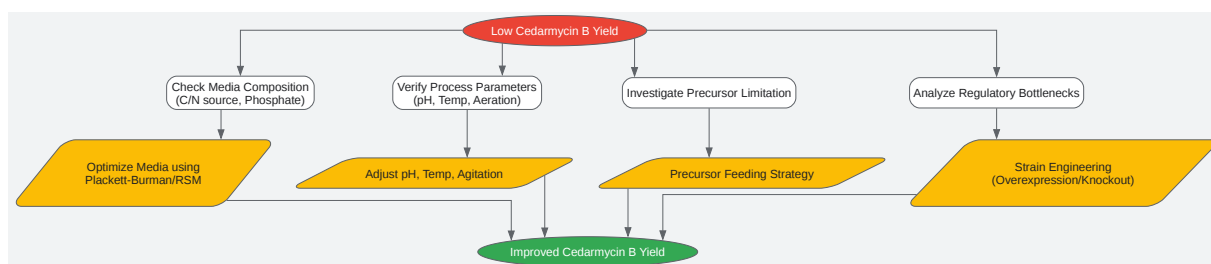 Low Cedarmycin B Yield
Check Media Composition
(C/N source, Phosphate)
Verify Process Parameters
(pH, Temp, Aeration)
Investigate Precursor Limitation
Analyze Regulatory Bottlenecks
Optimize Media using
Plackett-Burman/RSM
Adjust pH, Temp, Agitation
Precursor Feeding Strategy
Strain Engineering
(Overexpression/Knockout)
Improved Cedarmycin B Yield